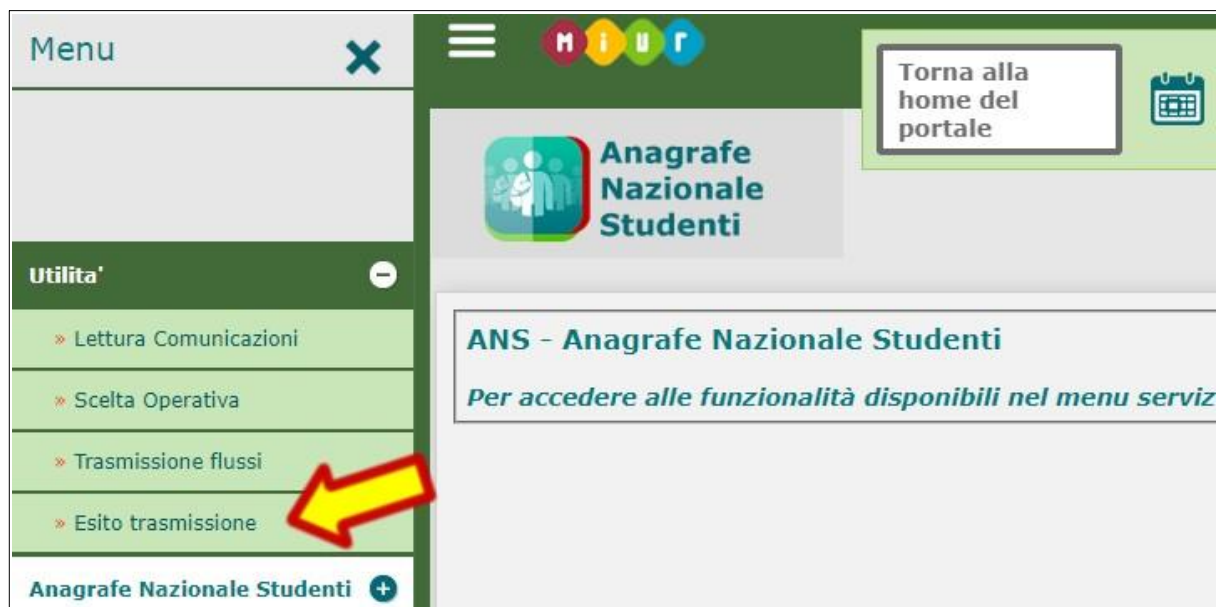 Menu
MIUr
Torna alla
home del
portale
Anagrafe
Nazionale
Studenti
Utilita'
» Lettura Comunicazioni
» Scelta Operativa
» Trasmissione flussi
» Esito trasmissione
Anagrafe Nazionale Studenti
ANS - Anagrafe Nazionale Studenti
Per accedere alle funzionalità disponibili nel menu serviz